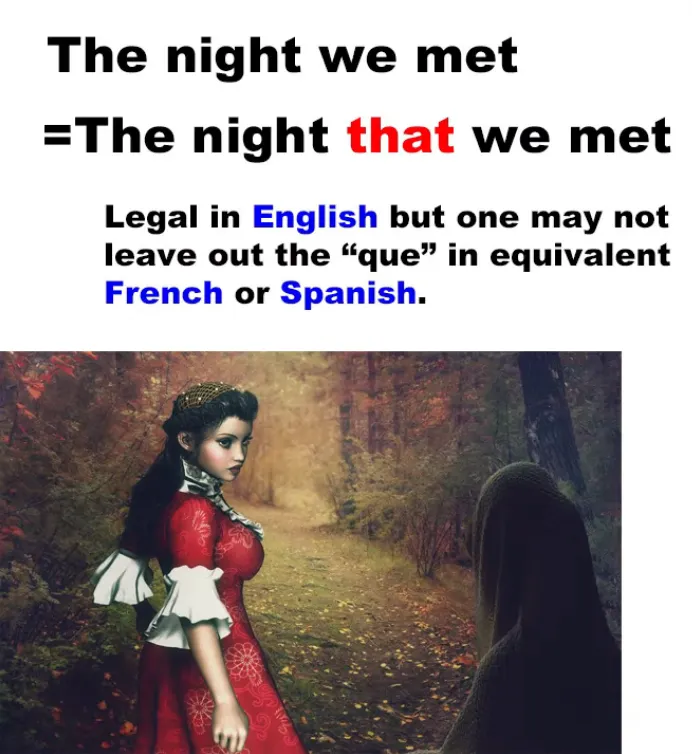 The night we met
=The night that we met
Legal in English but one may not
leave out the “que” in equivalent
French or Spanish.